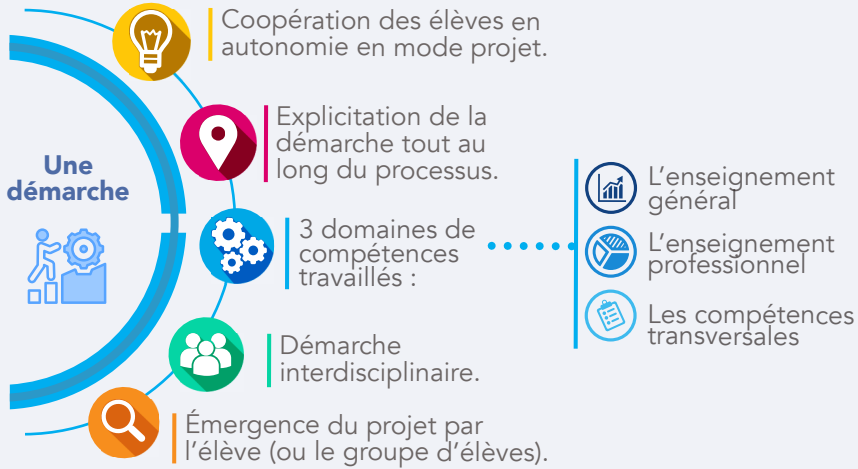 Coopération des élèves en
autonomie en mode projet.
Explicitation de la
démarche tout au
long du processus.
Une
démarche
3 domaines de
compétences
travaillés :
L’enseignement
général
L’enseignement
professionnel
Les compétences
transversales
Démarche
interdisciplinaire.
Émergence du projet par
l’élève (ou le groupe d’élèves).